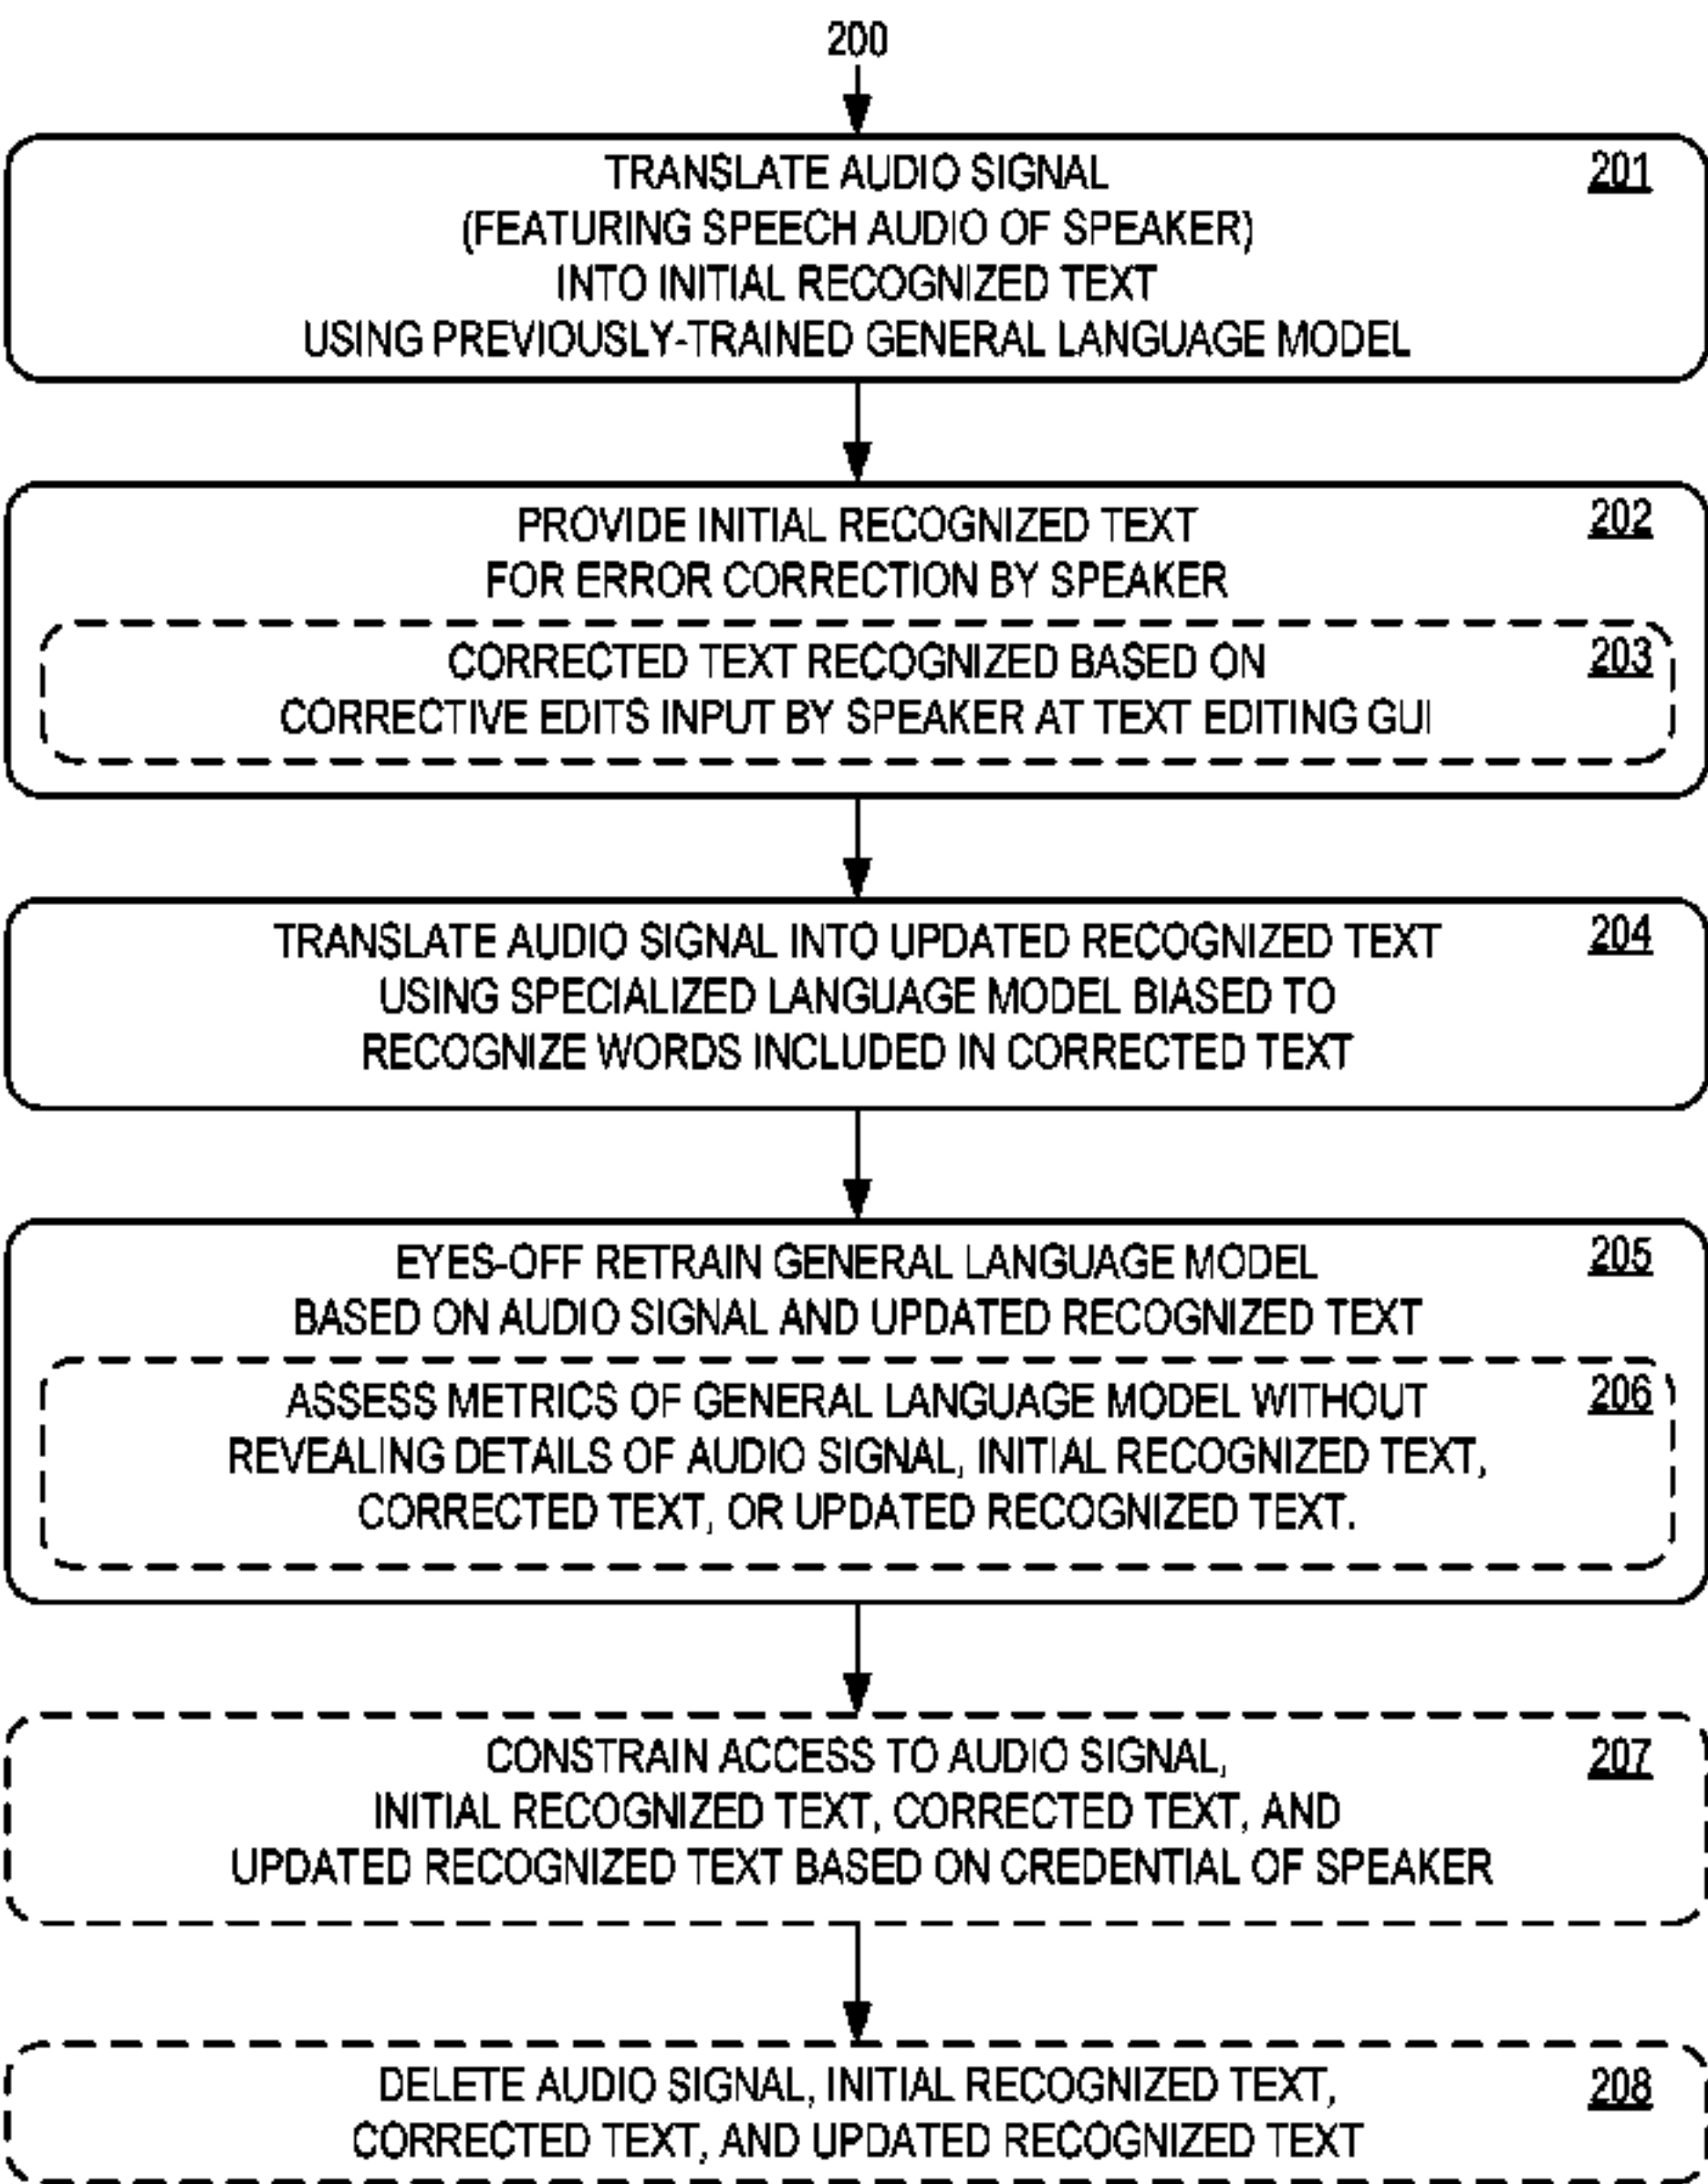 200
TRANSLATE AUDIO SIGNAL 201
(FEATURING SPEECH AUDIO OF SPEAKER)
INTO INITIAL RECOGNIZED TEXT
USING PREVIOUSLY-TRAINED GENERAL LANGUAGE MODEL
PROVIDE INITIAL RECOGNIZED TEXT 202
FOR ERROR CORRECTION BY SPEAKER
CORRECTED TEXT RECOGNIZED BASED ON 203
CORRECTIVE EDITS INPUT BY SPEAKER AT TEXT EDITING GUI
TRANSLATE AUDIO SIGNAL INTO UPDATED RECOGNIZED TEXT 204
USING SPECIALIZED LANGUAGE MODEL BIASED TO
RECOGNIZE WORDS INCLUDED IN CORRECTED TEXT
EYES-OFF RETRAIN GENERAL LANGUAGE MODEL 205
BASED ON AUDIO SIGNAL AND UPDATED RECOGNIZED TEXT
ASSESS METRICS OF GENERAL LANGUAGE MODEL WITHOUT 206
REVEALING DETAILS OF AUDIO SIGNAL, INITIAL RECOGNIZED TEXT,
CORRECTED TEXT, OR UPDATED RECOGNIZED TEXT.
CONSTRAIN ACCESS TO AUDIO SIGNAL, 207
INITIAL RECOGNIZED TEXT, CORRECTED TEXT, AND
UPDATED RECOGNIZED TEXT BASED ON CREDENTIAL OF SPEAKER
DELETE AUDIO SIGNAL, INITIAL RECOGNIZED TEXT, 208
CORRECTED TEXT, AND UPDATED RECOGNIZED TEXT